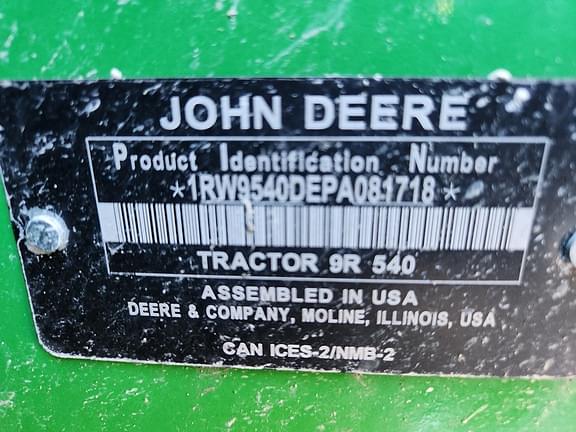 JOHN DEERE
Product Identification Number
*1RW9540DEPA081718*
TRACTOR 9R 540
ASSEMBLED IN USA
DEERE & COMPANY, MOLINE, ILLINOIS, USA
CAN ICES-2/NMB-2